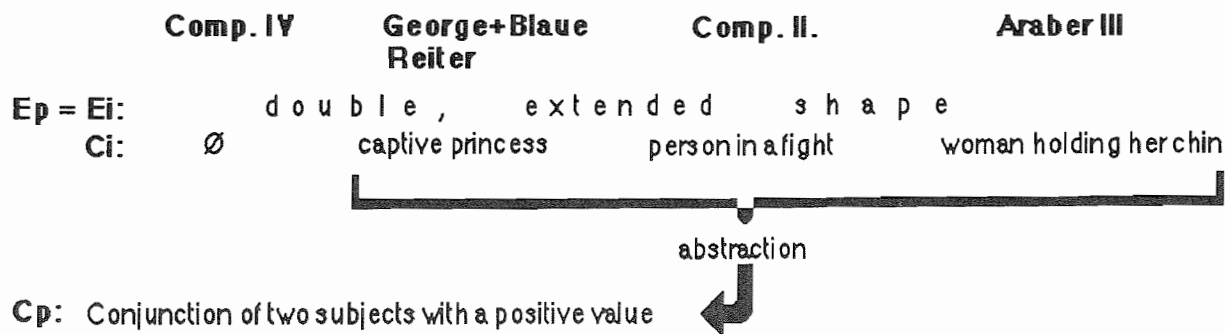 Comp. IV George+Blaue Comp. II. Araber III
Reiter
Ep = Ei: double, extended shape
Ci: Ø captive princess person in a fight woman holding her chin
abstraction
Cp: Conjunction of two subjects with a positive value